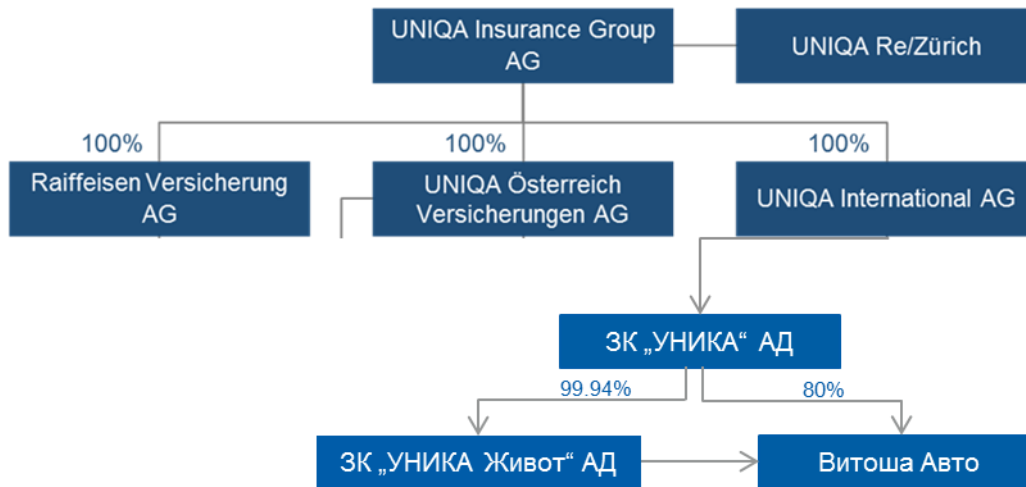 UNIQA Insurance Group
AG
UNIQA Re/Zürich
100%
100%
100%
Raiffeisen Versicherung
AG
UNIQA Österreich
Versicherungen AG
UNIQA International AG
ЗК „УНИКА“ АД
99.94%
80%
ЗК „УНИКА Живот“ АД
Витоша Авто